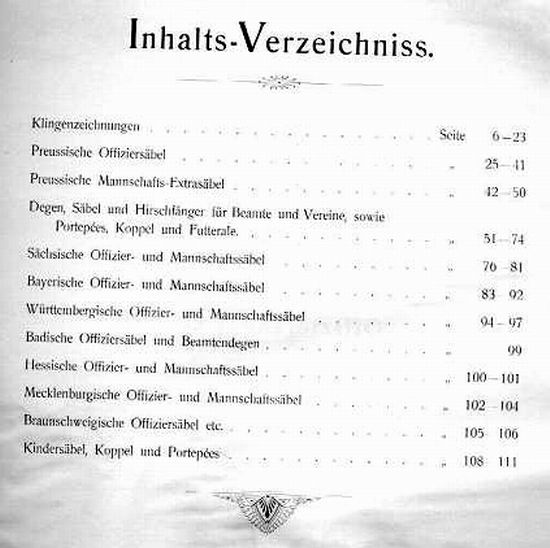 Inhalts-Verzeichniss.
Klingenzeichnungen . . . . . . . . . . . . . . . Seite 6—23
Preussische Offiziersäbel . . . . . . . . . . . . „ 25—41
Preussische Mannschafts-Extrasäbel . . . . . . . . . . „ 42—50
Degen, Säbel und Hirschfänger für Beamte und Vereine, sowie
Portepées, Koppel und Futterale. . . . . . . . . . „ 51—74
Sächsische Offizier- und Mannschaftssäbel . . . . . . . . „ 76—81
Bayerische Offizier- und Mannschaftssäbel . . . . . . . . „ 83—92
Württembergische Offizier- und Mannschaftssäbel . . . . . . „ 94—97
Badische Offiziersäbel und Beamtendegen . . . . . . . . „ 99
Hessische Offizier- und Mannschaftssäbel . . . . . . . . „ 100—101
Mecklenburgische Offizier- und Mannschaftssäbel . . . . . . „ 102—104
Braunschweigische Offiziersäbel etc. . . . . . . . . . „ 105 106
Kindersäbel, Koppel und Portepées . . . . . . . . . „ 108 111